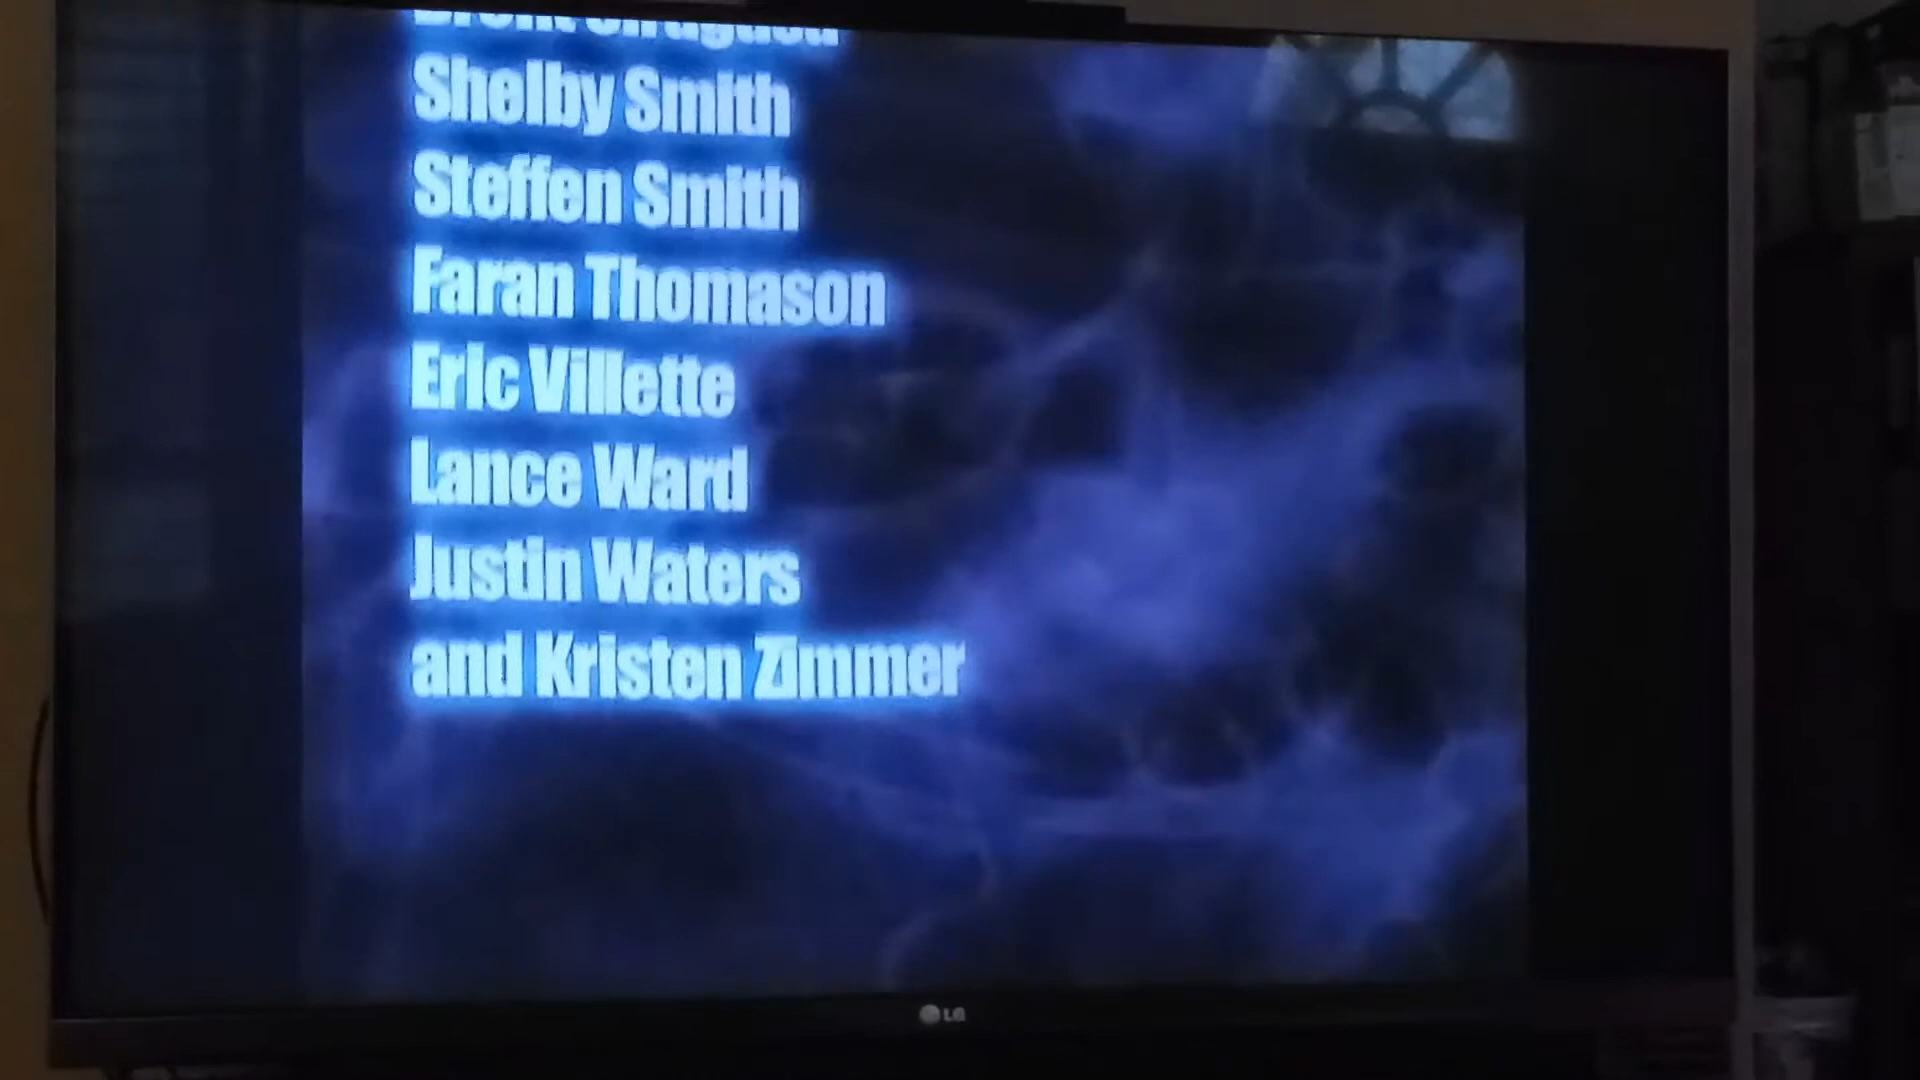 Shelby Smith
Steffen Smith
Faran Thomason
Eric Villette
Lance Ward
Justin Waters
and Kristen Zimmer
LG